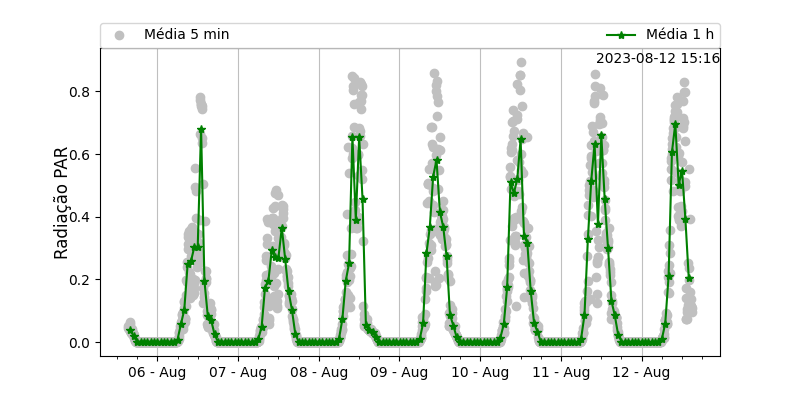 Média 5 min
Média 1 h
2023-08-12 15:16
Radiação PAR
0.8
0.6
0.4
0.2
0.0
06 - Aug
07 - Aug
08 - Aug
09 - Aug
10 - Aug
11 - Aug
12 - Aug